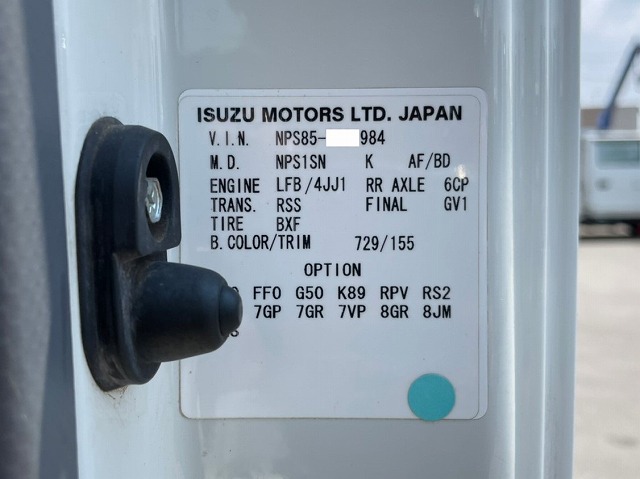 ISUZU MOTORS LTD. JAPAN
V.I.N. NPS85- 984
M.D. NPS1SN K AF/BD
ENGINE LFB/4JJ1 RR AXLE 6CP
TRANS. RSS FINAL GV1
TIRE BXF
B.COLOR/TRIM 729/155
OPTION
FF0 G50 K89 RPV RS2
7GP 7GR 7VP 8GR 8JM